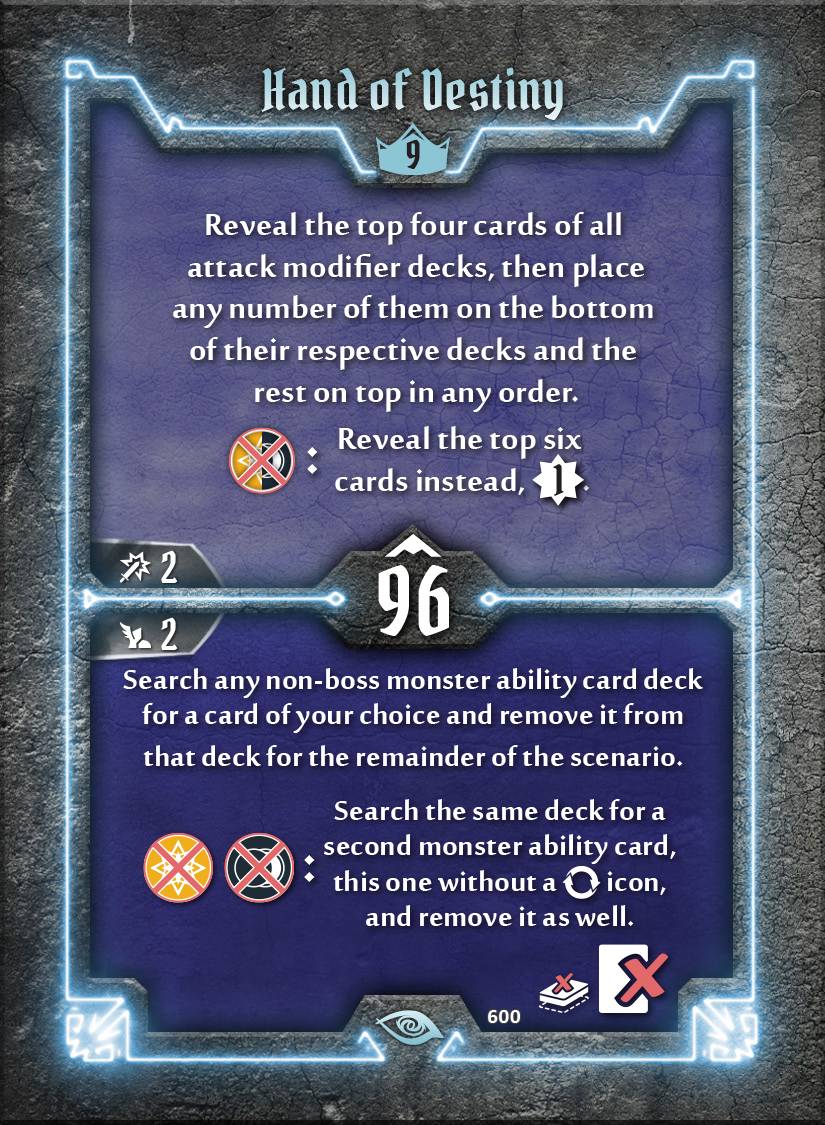 Hand of Destiny
9
Reveal the top four cards of all
attack modifier decks, then place
any number of them on the bottom
of their respective decks and the
rest on top in any order.
: Reveal the top six
cards instead, 1.
2
96
2
Search any non-boss monster ability card deck
for a card of your choice and remove it from
that deck for the remainder of the scenario.
Search the same deck for a
second monster ability card,
: this one without a icon,
and remove it as well.
600